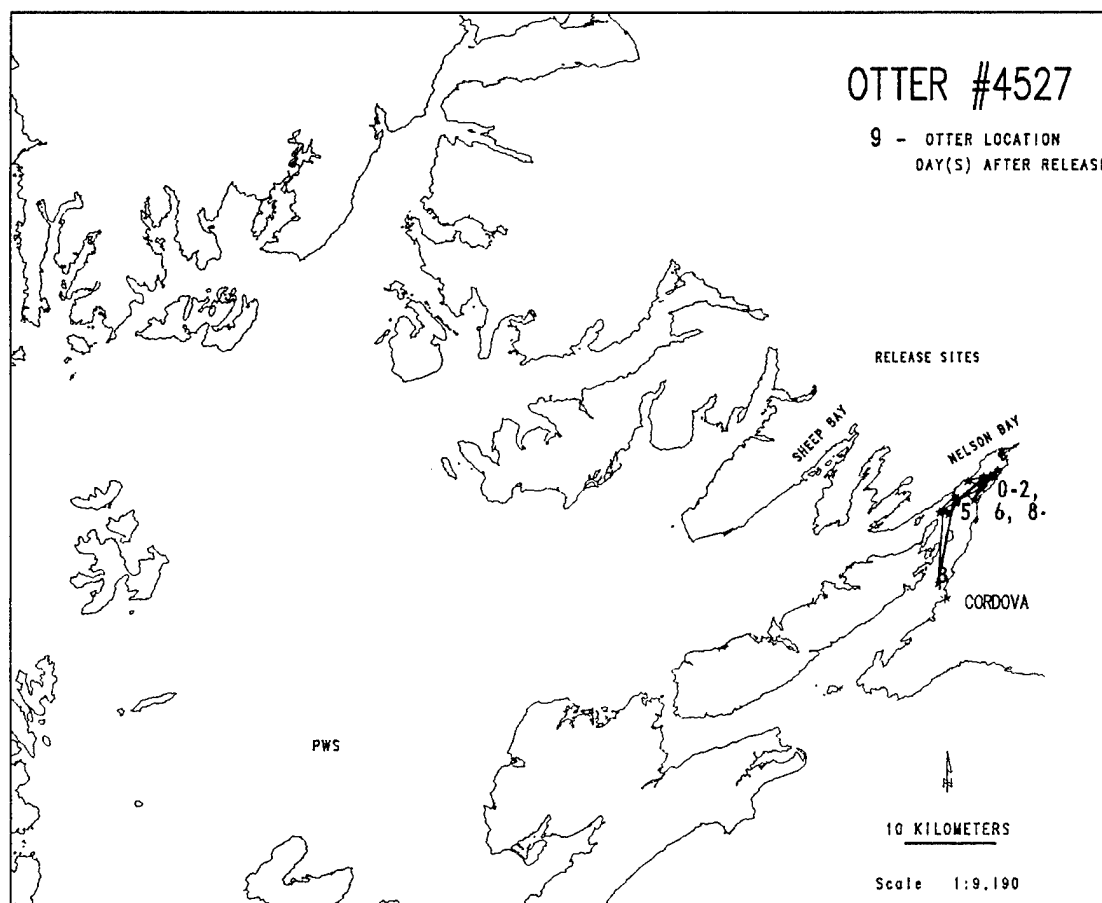 OTTER #4527
9 - OTTER LOCATION
DAY(S) AFTER RELEASE
RELEASE SITES
SHEEP BAY
NELSON BAY
0-2,
5, 6, 8-
3
CORDOVA
PWS
N
10 KILOMETERS
Scale 1:9,190